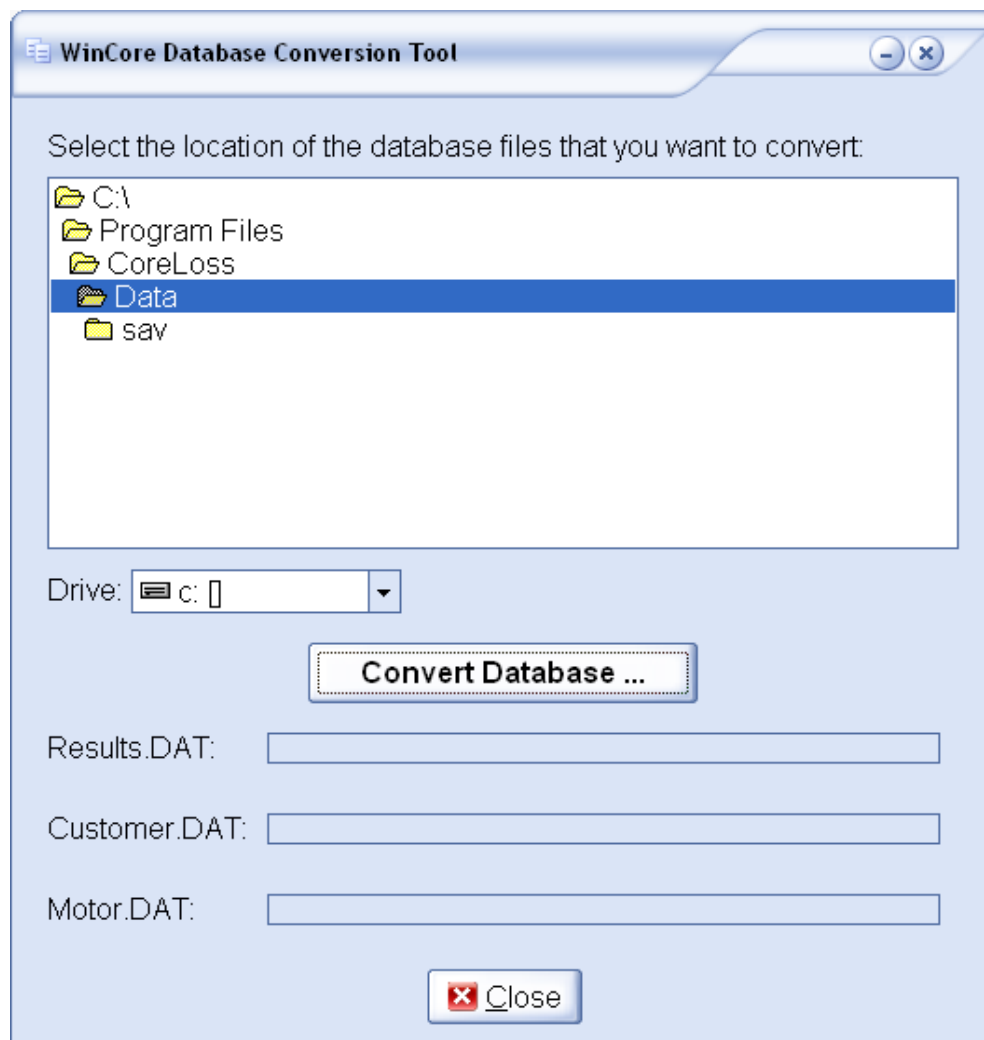 WinCore Database Conversion Tool
Select the location of the database files that you want to convert:
C:\
Program Files
CoreLoss
Data
sav
Drive: c: []
Convert Database ...
Results.DAT:
Customer.DAT:
Motor.DAT:
Close